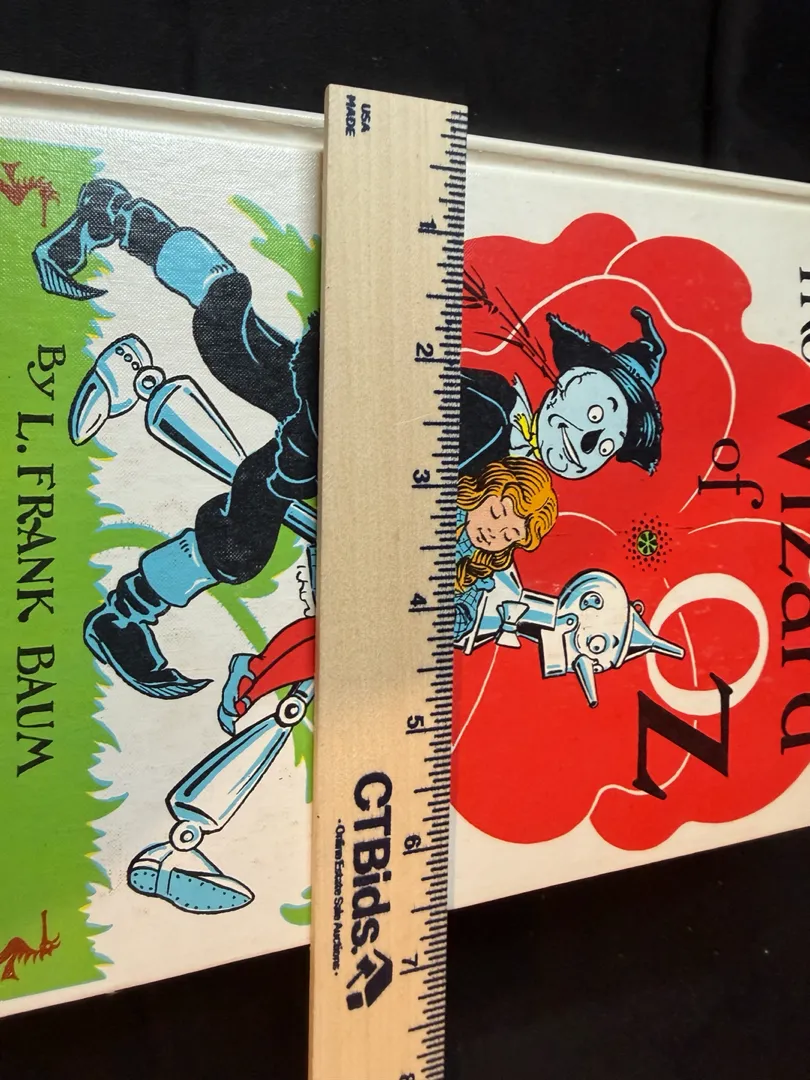 Wizard
of
OZ
By L. FRANK BAUM
1 2 3 4 5 6 7 8
USA
MADE
CTBids.
- Online Estate Sale Auctions -